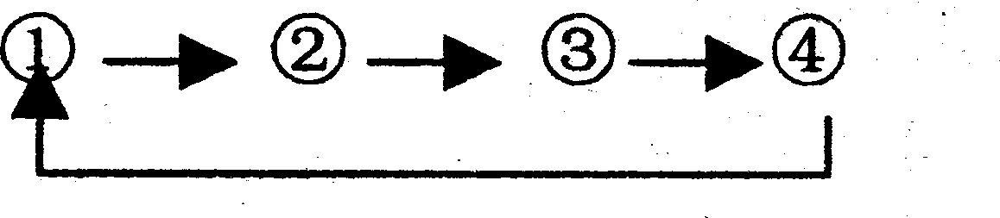 ① → ② → ③ → ④